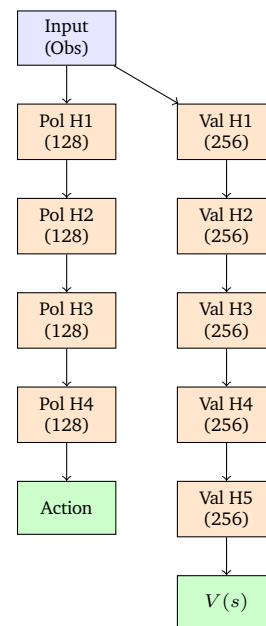 Input
(Obs)
Pol H1
(128)
Val H1
(256)
Pol H2
(128)
Val H2
(256)
Pol H3
(128)
Val H3
(256)
Pol H4
(128)
Val H4
(256)
Action
Val H5
(256)
V(s)